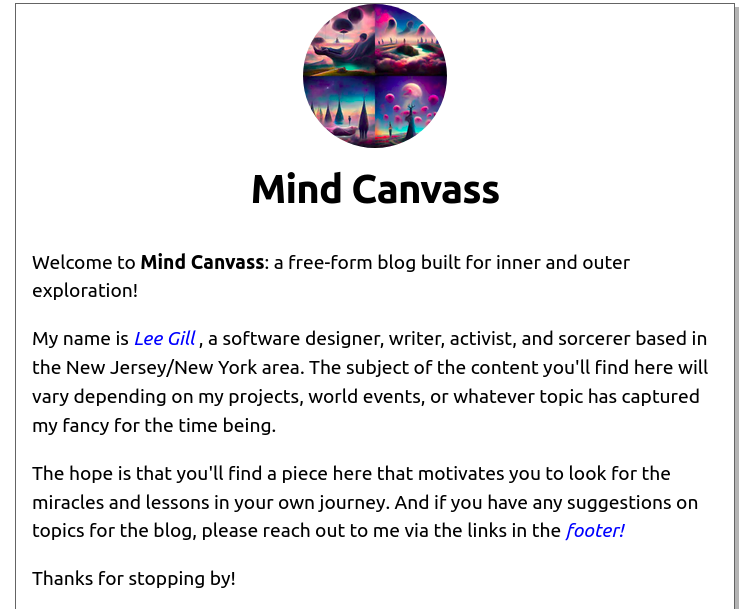 Mind Canvass
Welcome to Mind Canvass: a free-form blog built for inner and outer
exploration!
My name is Lee Gill , a software designer, writer, activist, and sorcerer based in
the New Jersey/New York area. The subject of the content you'll find here will
vary depending on my projects, world events, or whatever topic has captured
my fancy for the time being.
The hope is that you'll find a piece here that motivates you to look for the
miracles and lessons in your own journey. And if you have any suggestions on
topics for the blog, please reach out to me via the links in the footer!
Thanks for stopping by!